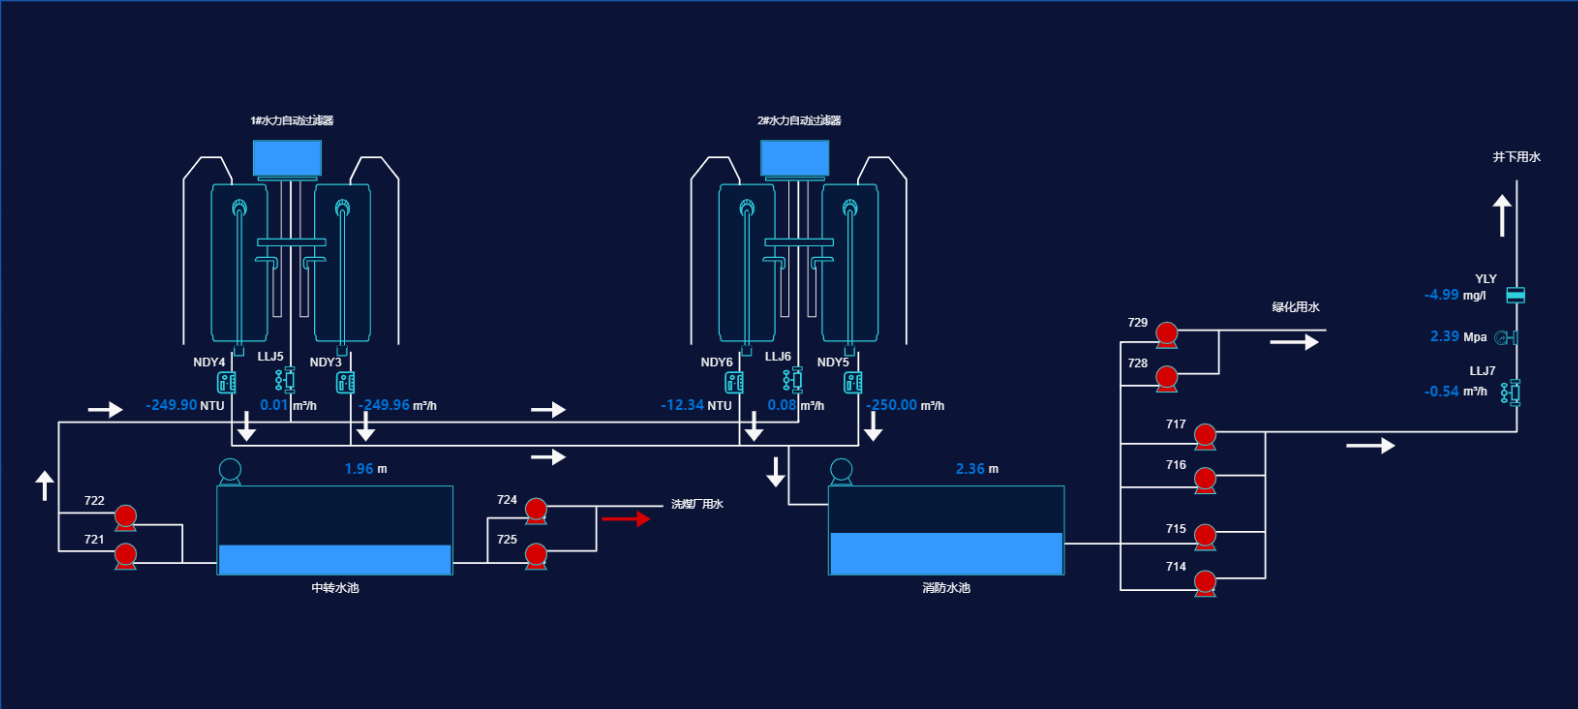 1#水力自动过滤器
2#水力自动过滤器
井下用水
YLY
-4.99 mg/l
绿化用水
729
2.39 Mpa
NDY4
LLJ5
NDY3
NDY6
LLJ6
NDY5
728
LLJ7
-0.54 m³/h
-249.90 NTU
0.01 m³/h
-249.96 m³/h
-12.34 NTU
0.08 m³/h
-250.00 m³/h
717
1.96 m
2.36 m
716
722
724
洗煤厂用水
715
721
725
714
中转水池
消防水池